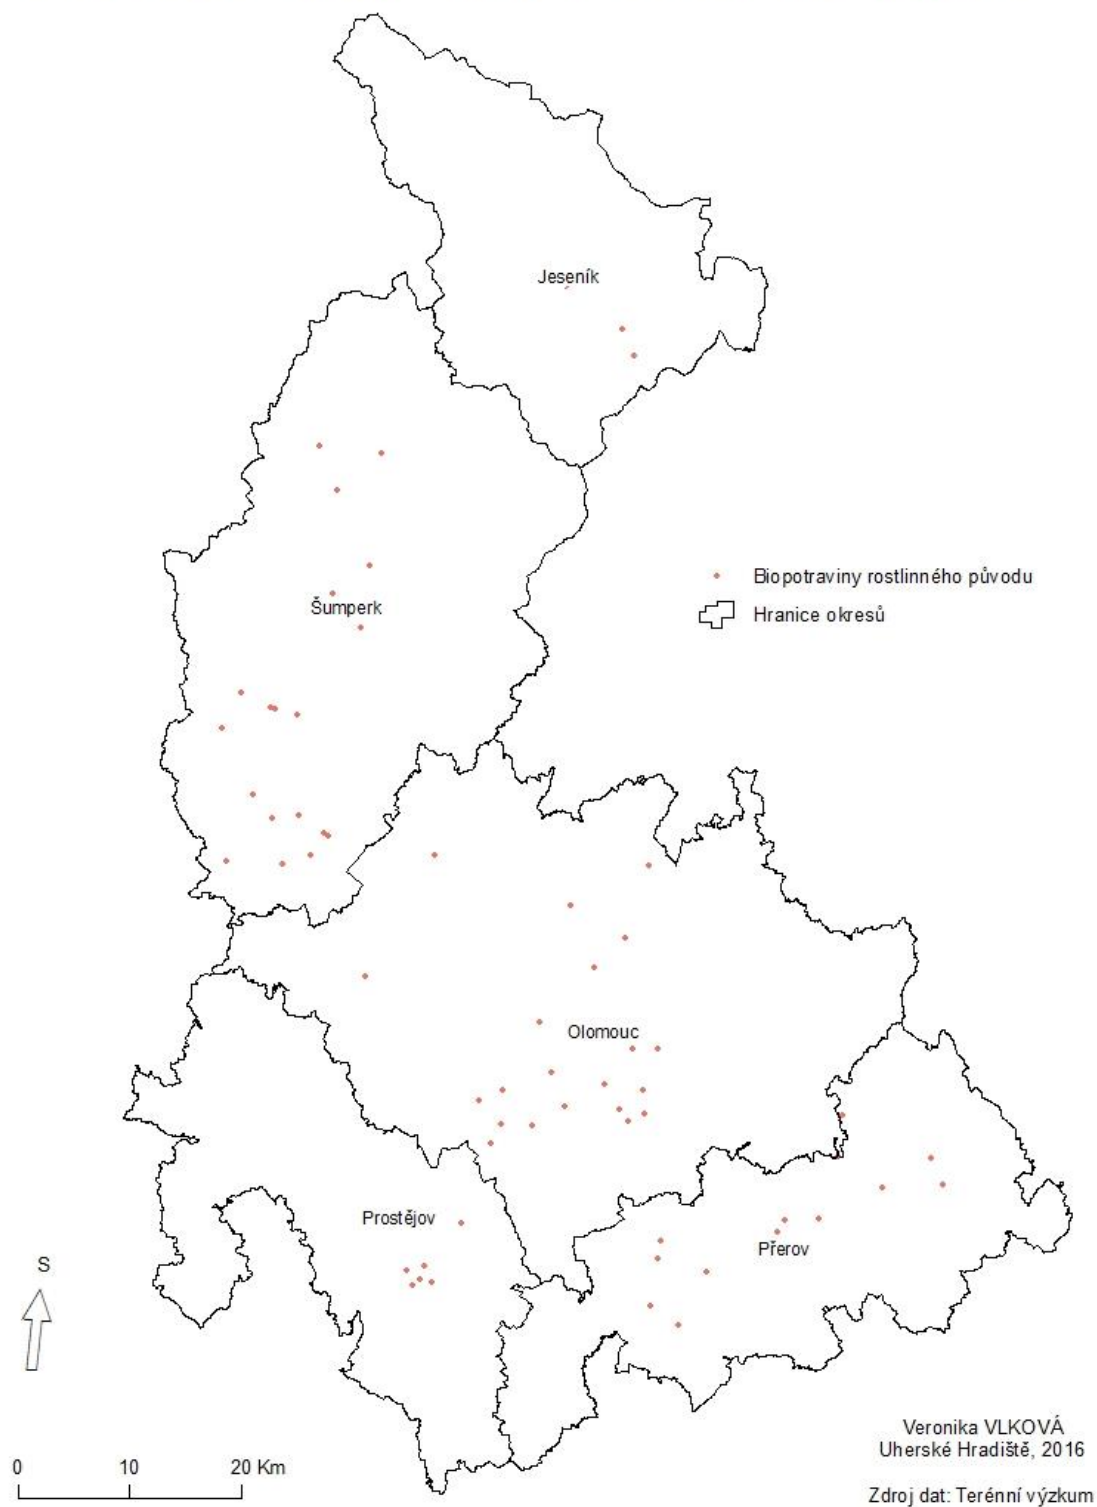 Jeseník
Biopotraviny rostlinného původu
Šumperk
Hranice okresů
Olomouc
Prostějov
Přerov
S
Veronika VLKOVÁ
Uherské Hradiště, 2016
0 10 20 Km
Zdroj dat: Terénní výzkum